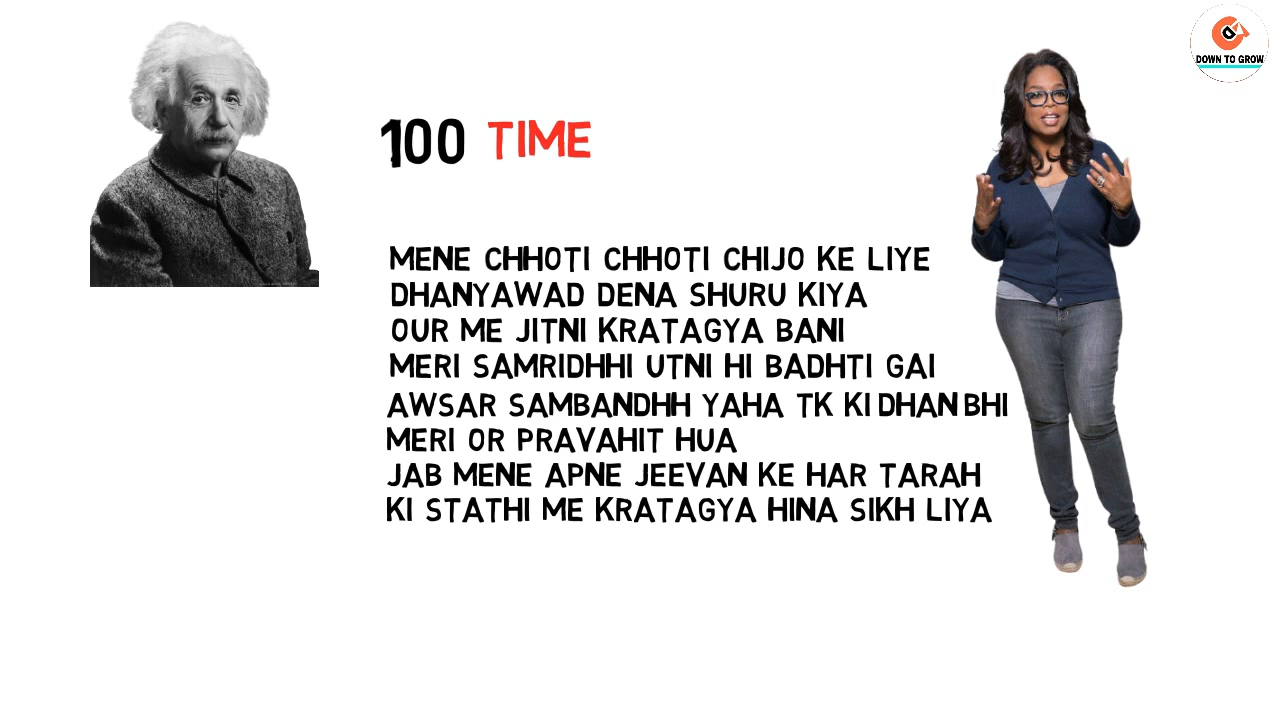 DOWN TO GROW
100 TIME
MENE CHHOTI CHHOTI CHIJO KE LIYE
DHANYAWAD DENA SHURU KIYA
OUR ME JITNI KRATAGYA BANI
MERI SAMRIDHHI UTNI HI BADHTI GAI
AWSAR SAMBANDHH YAHA TK KI DHAN BHI
MERI OR PRAVAHIT HUA
JAB MENE APNE JEEVAN KE HAR TARAH
KI STATHI ME KRATAGYA HINA SIKH LIYA